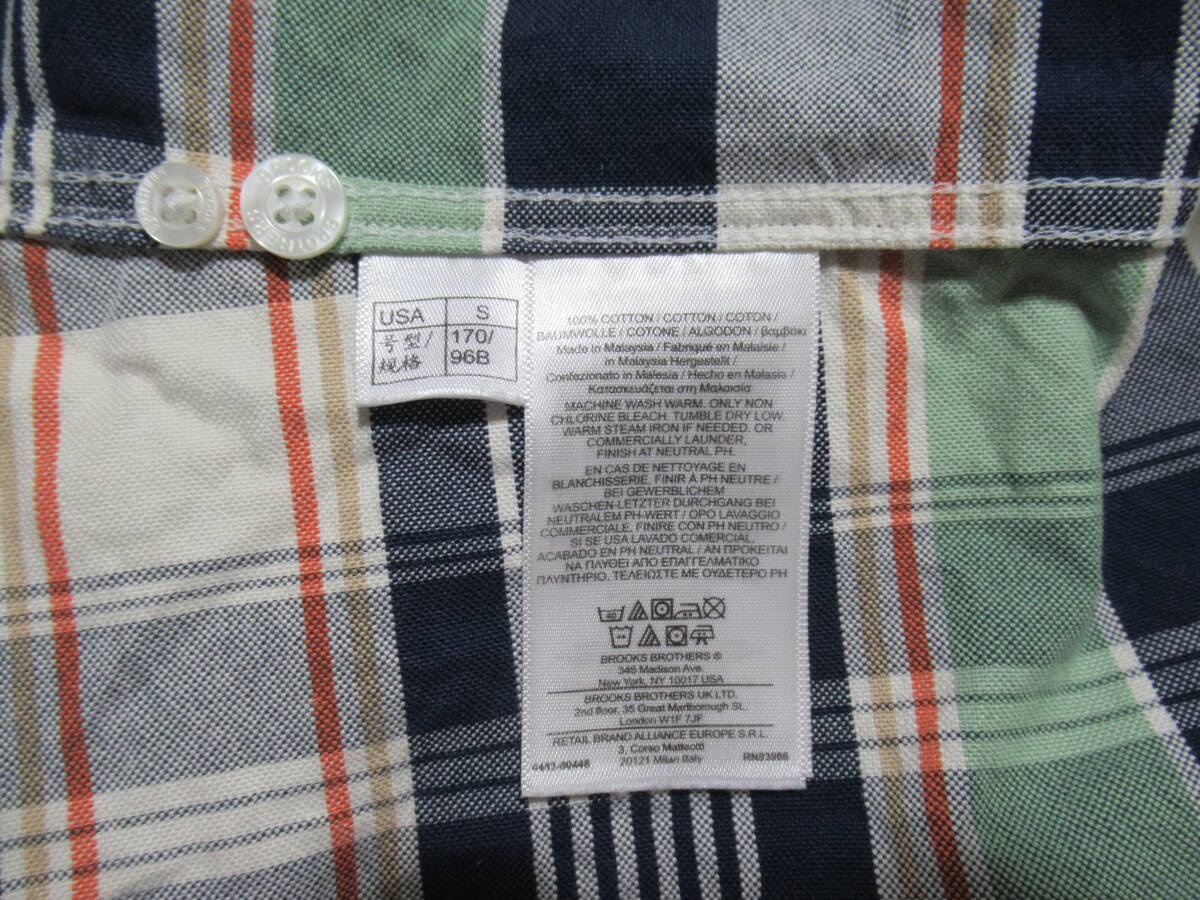 BROOKS
BROTHERS
USA S
号型/ 170/
规格 96B
100% COTTON / COTTON / COTON /
BAUMWOLLE / COTONE / ALGODON / βαμβακι
Made in Malaysia / Fabriqué en Malaisie /
in Malaysia Hergestellt /
Confezionato in Malesia / Hecho en Malasia /
Κατασκευάζεται στη Μαλαισία
MACHINE WASH WARM. ONLY NON
CHLORINE BLEACH. TUMBLE DRY LOW.
WARM STEAM IRON IF NEEDED. OR
COMMERCIALLY LAUNDER,
FINISH AT NEUTRAL PH.
EN CAS DE NETTOYAGE EN
BLANCHISSERIE, FINIR À PH NEUTRE /
BEI GEWERBLICHEM
WASCHEN-LETZTER DURCHGANG BEI
NEUTRALEM PH-WERT / OPO LAVAGGIO
COMMERCIALE, FINIRE CON PH NEUTRO /
SI SE USA LAVADO COMERCIAL,
ACABADO EN PH NEUTRAL / ΑΝ ΠΡΟΚΕΙΤΑΙ
ΝΑ ΠΛΥΘΕΙ ΑΠΟ ΕΠΑΓΓΕΛΜΑΤΙΚΟ
ΠΛΥΝΤΗΡΙΟ, ΤΕΛΕΙΩΣΤΕ ΜΕ ΟΥΔΕΤΕΡΟ PH
40
BROOKS BROTHERS ®
346 Madison Ave.
New York, NY 10017 USA
BROOKS BROTHERS UK LTD.
2nd floor, 35 Great Marlborough St.,
London W1F 7JF
RETAIL BRAND ALLIANCE EUROPE S.R.L.
3, Corso Matteotti
20121 Milan Italy RN93986